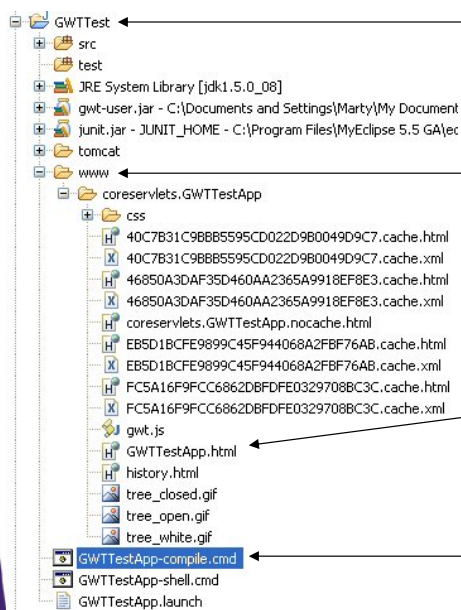 GWTTest
src
test
JRE System Library [jdk1.5.0_08]
gwt-user.jar - C:\Documents and Settings\Marty\My Document
junit.jar - JUNIT_HOME - C:\Program Files\MyEclipse 5.5 GA\ec
tomcat
www
coreservlets.GWTTestApp
css
40C7B31C9BBB5595CD022D9B0049D9C7.cache.html
40C7B31C9BBB5595CD022D9B0049D9C7.cache.xml
46850A3DAF35D460AA2365A9918EF8E3.cache.html
46850A3DAF35D460AA2365A9918EF8E3.cache.xml
coreservlets.GWTTestApp.nocache.html
EB5D1BCFE9899C45F944068A2FBF76AB.cache.html
EB5D1BCFE9899C45F944068A2FBF76AB.cache.xml
FC5A16F9FCC6862DBFDFE0329708BC3C.cache.html
FC5A16F9FCC6862DBFDFE0329708BC3C.cache.xml
gwt.js
GWTTestApp.html
history.html
tree_closed.gif
tree_open.gif
tree_white.gif
GWTTestApp-compile.cmd
GWTTestApp-shell.cmd
GWTTestApp.launch